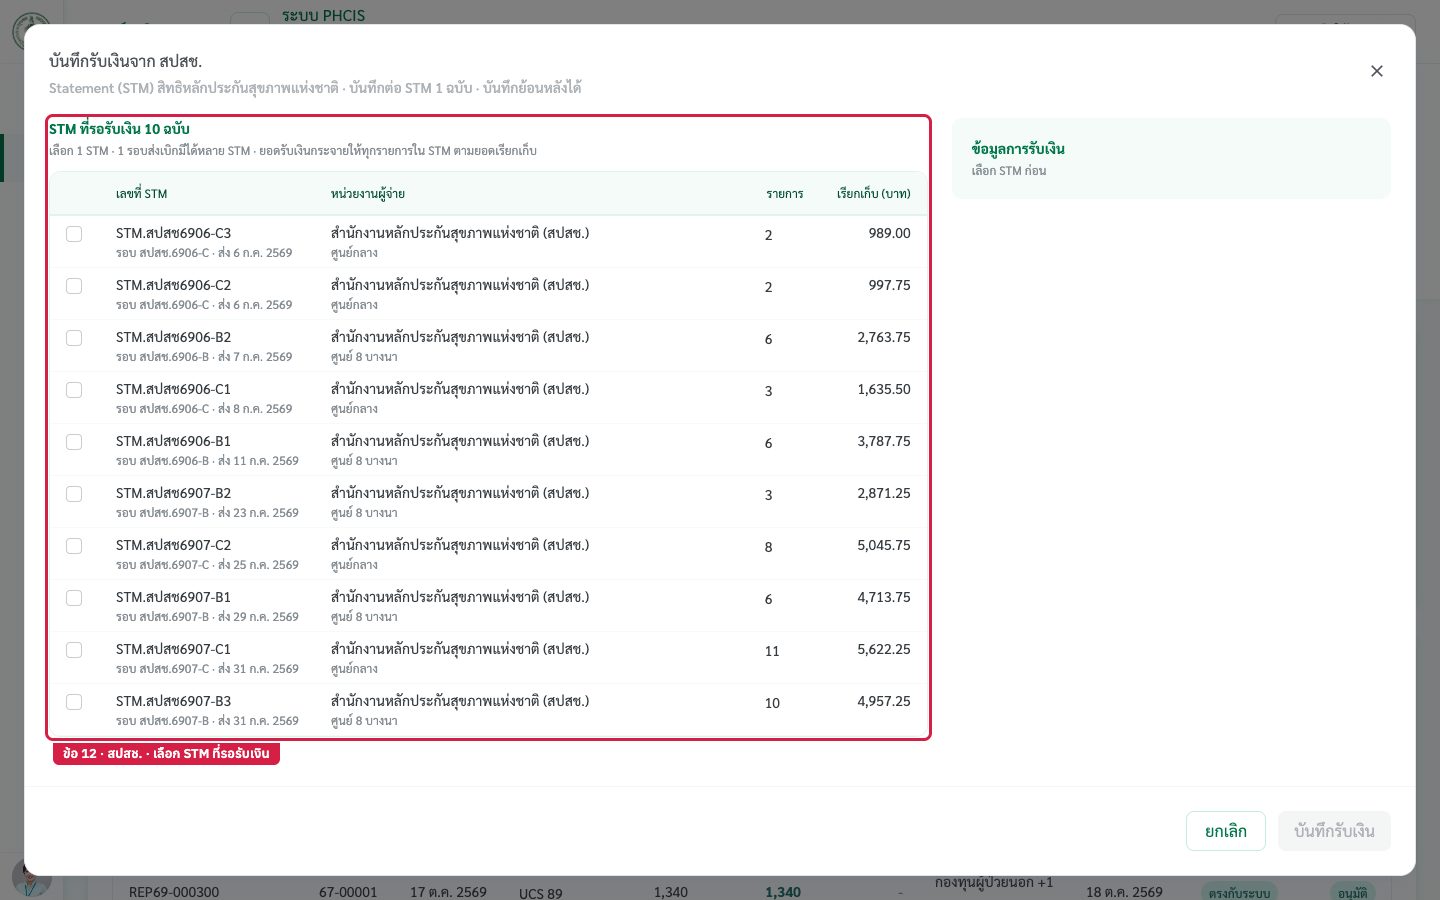 ระบบ PHCIS
บันทึกรับเงินจาก สปสช.
Statement (STM) สิทธิหลักประกันสุขภาพแห่งชาติ · บันทึกต่อ STM 1 ฉบับ · บันทึกย้อนหลังได้
STM ที่รอรับเงิน 10 ฉบับ
เลือก 1 STM · 1 รอบส่งเบิกมีได้หลาย STM · ยอดรับเงินกระจายให้ทุกรายการใน STM ตามยอดเรียกเก็บ
ข้อมูลการรับเงิน
เลือก STM ก่อน
เลขที่ STM หน่วยงานผู้จ่าย รายการ เรียกเก็บ (บาท)
STM.สปสช6906-C3 สำนักงานหลักประกันสุขภาพแห่งชาติ (สปสช.) 2 989.00
รอบ สปสช.6906-C · ส่ง 6 ก.ค. 2569 ศูนย์กลาง
STM.สปสช6906-C2 สำนักงานหลักประกันสุขภาพแห่งชาติ (สปสช.) 2 997.75
รอบ สปสช.6906-C · ส่ง 6 ก.ค. 2569 ศูนย์กลาง
STM.สปสช6906-B2 สำนักงานหลักประกันสุขภาพแห่งชาติ (สปสช.) 6 2,763.75
รอบ สปสช.6906-B · ส่ง 7 ก.ค. 2569 ศูนย์ 8 บางนา
STM.สปสช6906-C1 สำนักงานหลักประกันสุขภาพแห่งชาติ (สปสช.) 3 1,635.50
รอบ สปสช.6906-C · ส่ง 8 ก.ค. 2569 ศูนย์กลาง
STM.สปสช6906-B1 สำนักงานหลักประกันสุขภาพแห่งชาติ (สปสช.) 6 3,787.75
รอบ สปสช.6906-B · ส่ง 11 ก.ค. 2569 ศูนย์ 8 บางนา
STM.สปสช6907-B2 สำนักงานหลักประกันสุขภาพแห่งชาติ (สปสช.) 3 2,871.25
รอบ สปสช.6907-B · ส่ง 23 ก.ค. 2569 ศูนย์ 8 บางนา
STM.สปสช6907-C2 สำนักงานหลักประกันสุขภาพแห่งชาติ (สปสช.) 8 5,045.75
รอบ สปสช.6907-C · ส่ง 25 ก.ค. 2569 ศูนย์กลาง
STM.สปสช6907-B1 สำนักงานหลักประกันสุขภาพแห่งชาติ (สปสช.) 6 4,713.75
รอบ สปสช.6907-B · ส่ง 29 ก.ค. 2569 ศูนย์ 8 บางนา
STM.สปสช6907-C1 สำนักงานหลักประกันสุขภาพแห่งชาติ (สปสช.) 11 5,622.25
รอบ สปสช.6907-C · ส่ง 31 ก.ค. 2569 ศูนย์กลาง
STM.สปสช6907-B3 สำนักงานหลักประกันสุขภาพแห่งชาติ (สปสช.) 10 4,957.25
รอบ สปสช.6907-B · ส่ง 31 ก.ค. 2569 ศูนย์ 8 บางนา
ข้อ 12 · สปสช. · เลือก STM ที่รอรับเงิน
ยกเลิก บันทึกรับเงิน
REP69-000300 67-00001 17 ต.ค. 2569 UCS 89 1,340 1,340 - กองทุนผู้ป่วยนอก +1 18 ต.ค. 2569 ตรงกับระบบ อนุมัติ